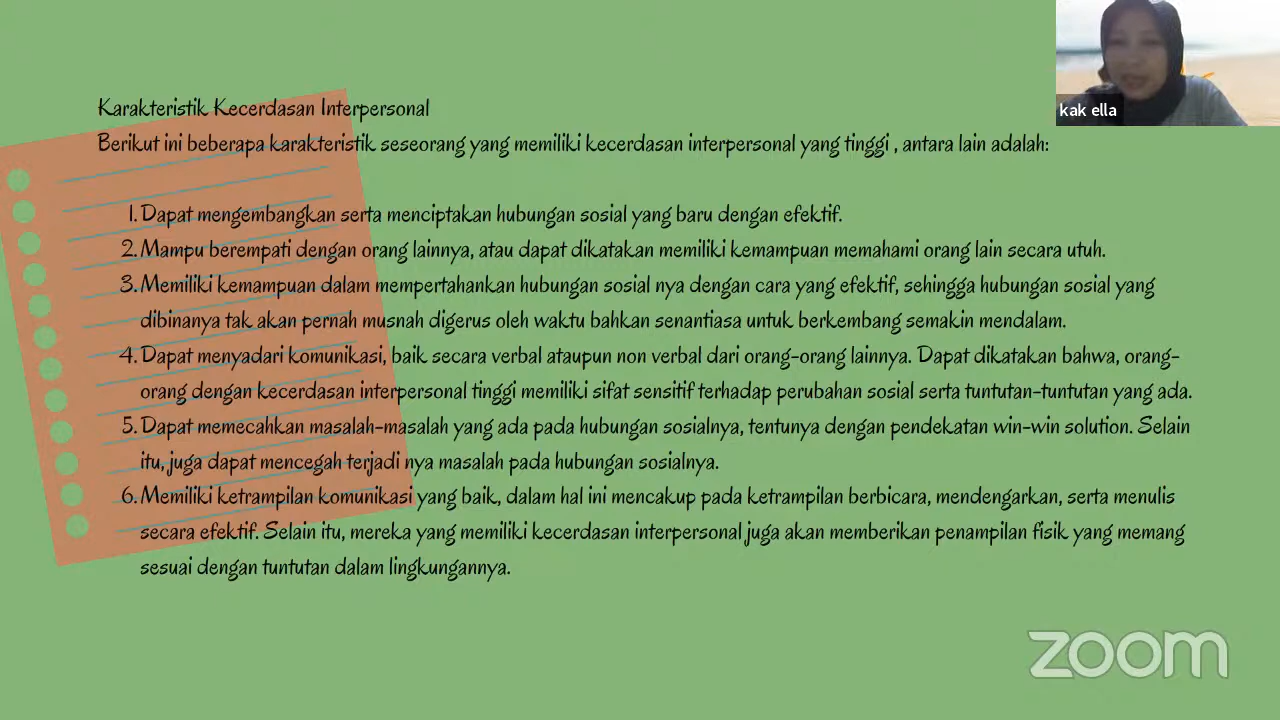 kak ella
Karakteristik Kecerdasan Interpersonal
Berikut ini beberapa karakteristik seseorang yang memiliki kecerdasan interpersonal yang tinggi , antara lain adalah:
1. Dapat mengembangkan serta menciptakan hubungan sosial yang baru dengan efektif.
2. Mampu berempati dengan orang lainnya, atau dapat dikatakan memiliki kemampuan memahami orang lain secara utuh.
3. Memiliki kemampuan dalam mempertahankan hubungan sosial nya dengan cara yang efektif, sehingga hubungan sosial yang
dibinanya tak akan pernah musnah digerus oleh waktu bahkan senantiasa untuk berkembang semakin mendalam.
4. Dapat menyadari komunikasi, baik secara verbal ataupun non verbal dari orang-orang lainnya. Dapat dikatakan bahwa, orang-
orang dengan kecerdasan interpersonal tinggi memiliki sifat sensitif terhadap perubahan sosial serta tuntutan-tuntutan yang ada.
5. Dapat memecahkan masalah-masalah yang ada pada hubungan sosialnya, tentunya dengan pendekatan win-win solution. Selain
itu, juga dapat mencegah terjadi nya masalah pada hubungan sosialnya.
6. Memiliki ketrampilan komunikasi yang baik, dalam hal ini mencakup pada ketrampilan berbicara, mendengarkan, serta menulis
secara efektif. Selain itu, mereka yang memiliki kecerdasan interpersonal juga akan memberikan penampilan fisik yang memang
sesuai dengan tuntutan dalam lingkungannya.
zoom